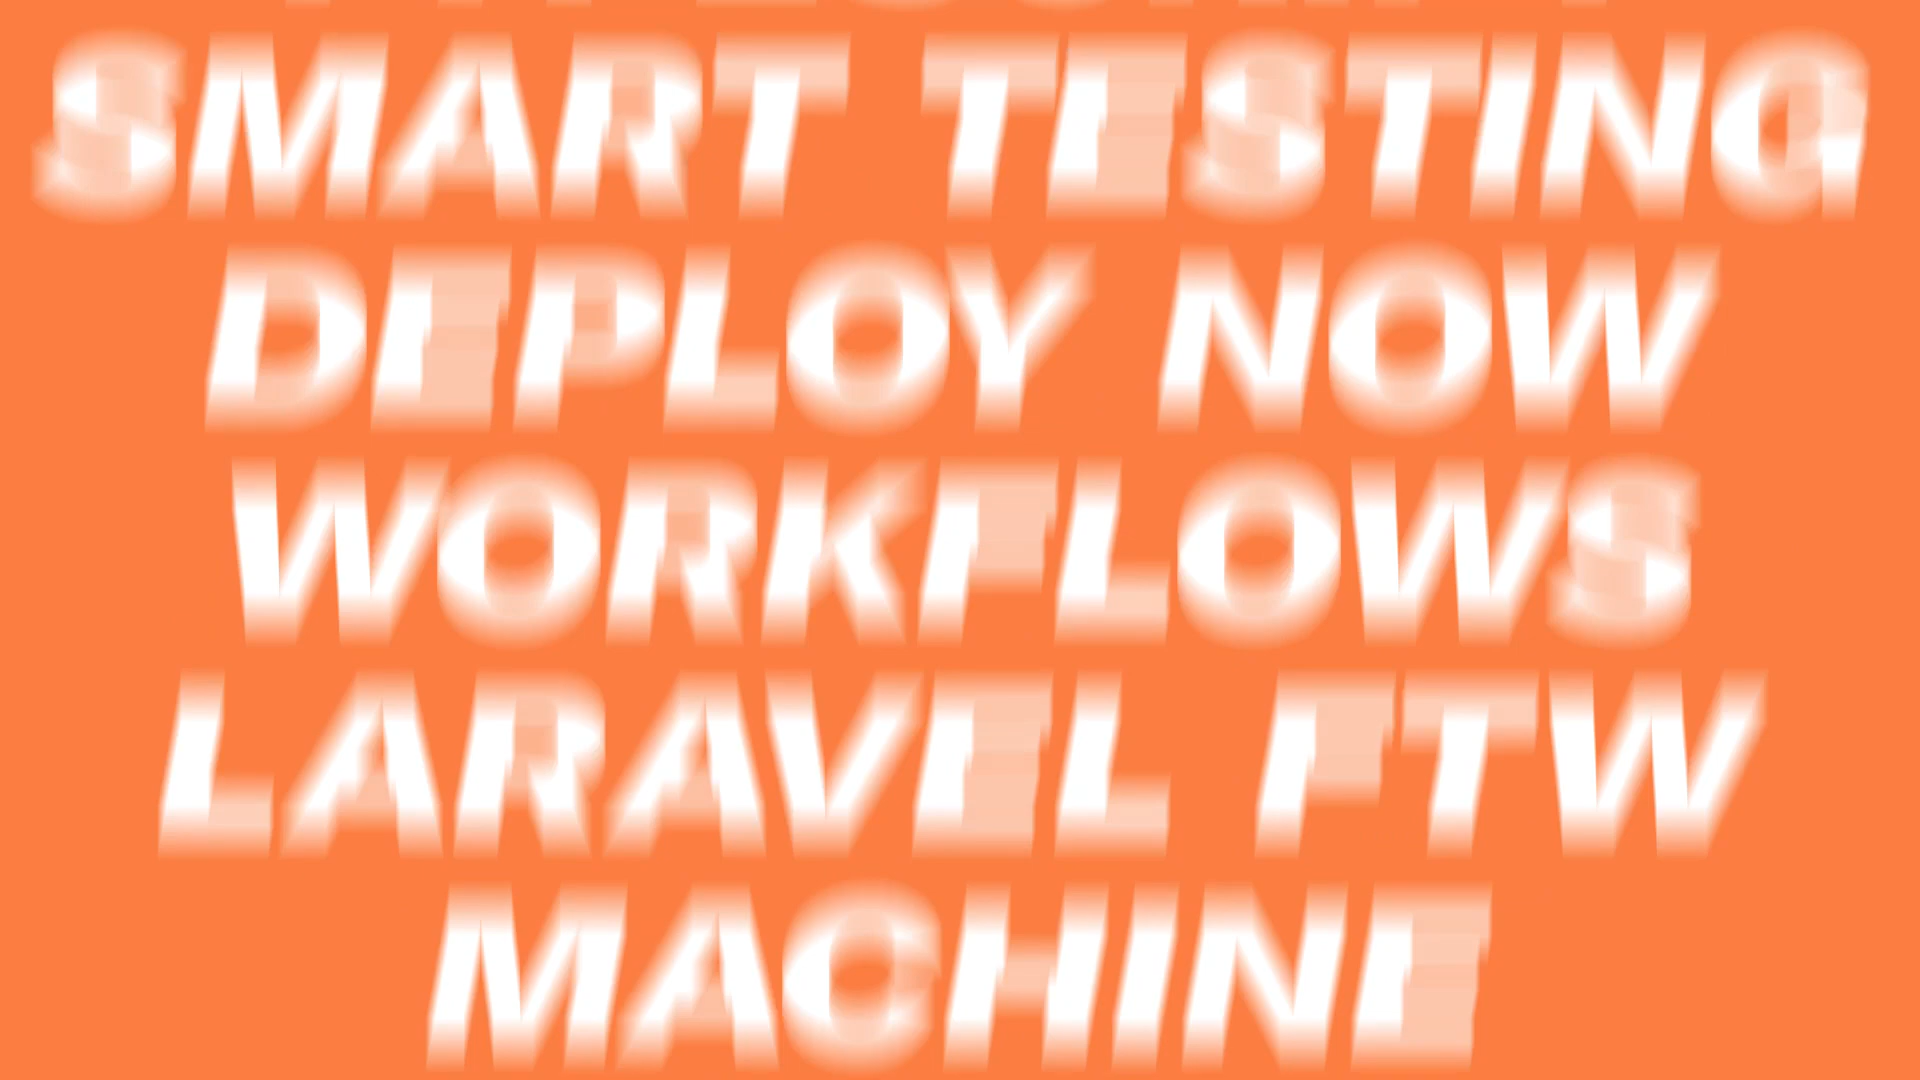 SMART TESTING
DEPLOY NOW
WORKFLOWS
LARAVEL FTW
MACHINE